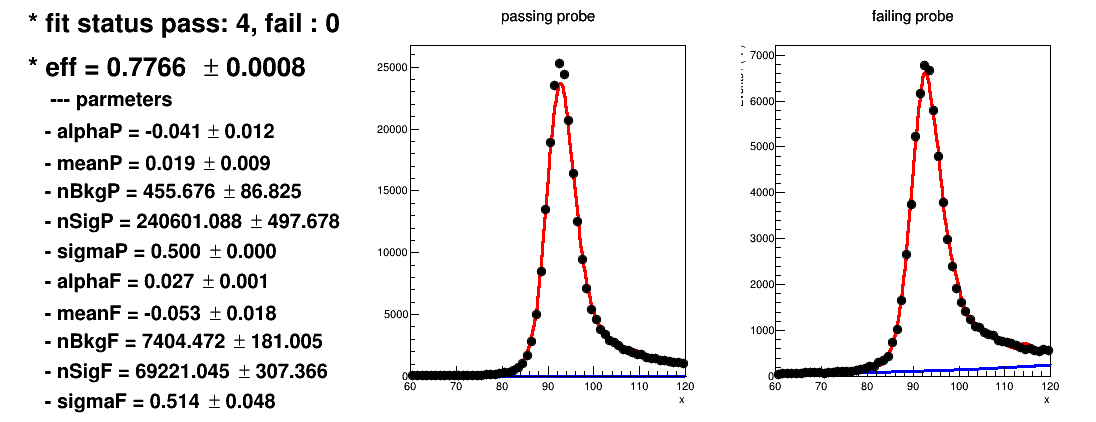 * fit status pass: 4, fail : 0
* eff = 0.7766 ± 0.0008
--- parmeters
- alphaP = -0.041 ± 0.012
- meanP = 0.019 ± 0.009
- nBkgP = 455.676 ± 86.825
- nSigP = 240601.088 ± 497.678
- sigmaP = 0.500 ± 0.000
- alphaF = 0.027 ± 0.001
- meanF = -0.053 ± 0.018
- nBkgF = 7404.472 ± 181.005
- nSigF = 69221.045 ± 307.366
- sigmaF = 0.514 ± 0.048
passing probe
25000
20000
15000
10000
5000
0
60 70 80 90 100 110 120
x
failing probe
7000
6000
5000
4000
3000
2000
1000
0
60 70 80 90 100 110 120
x